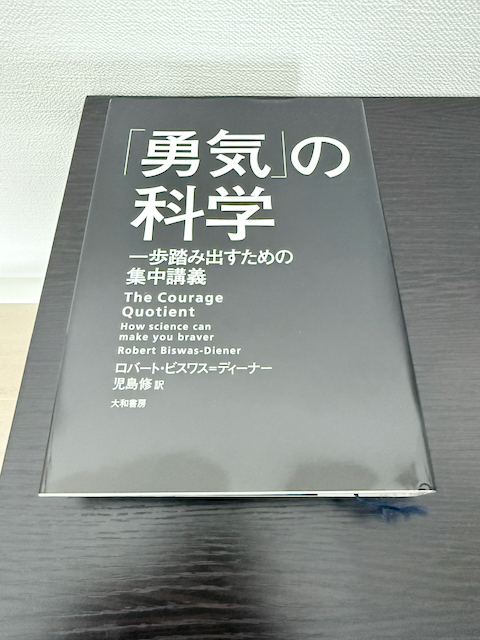 「勇気」の
科学
一歩踏み出すための
集中講義
The Courage
Quotient
How science can
make you braver
Robert Biswas-Diener
ロバート・ビスワス＝ディーナー
児島修 訳
大和書房